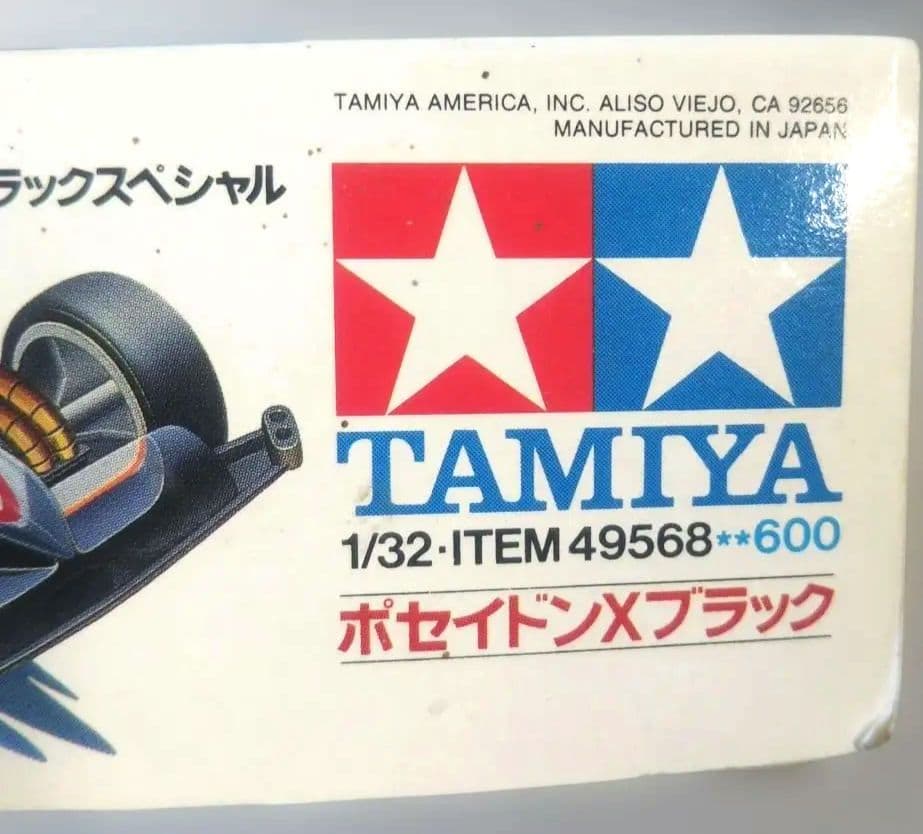 TAMIYA AMERICA, INC. ALISO VIEJO, CA 92656
MANUFACTURED IN JAPAN
ラックスペシャル
TAMIYA
1/32・ITEM 49568**600
ポセイドンXブラック